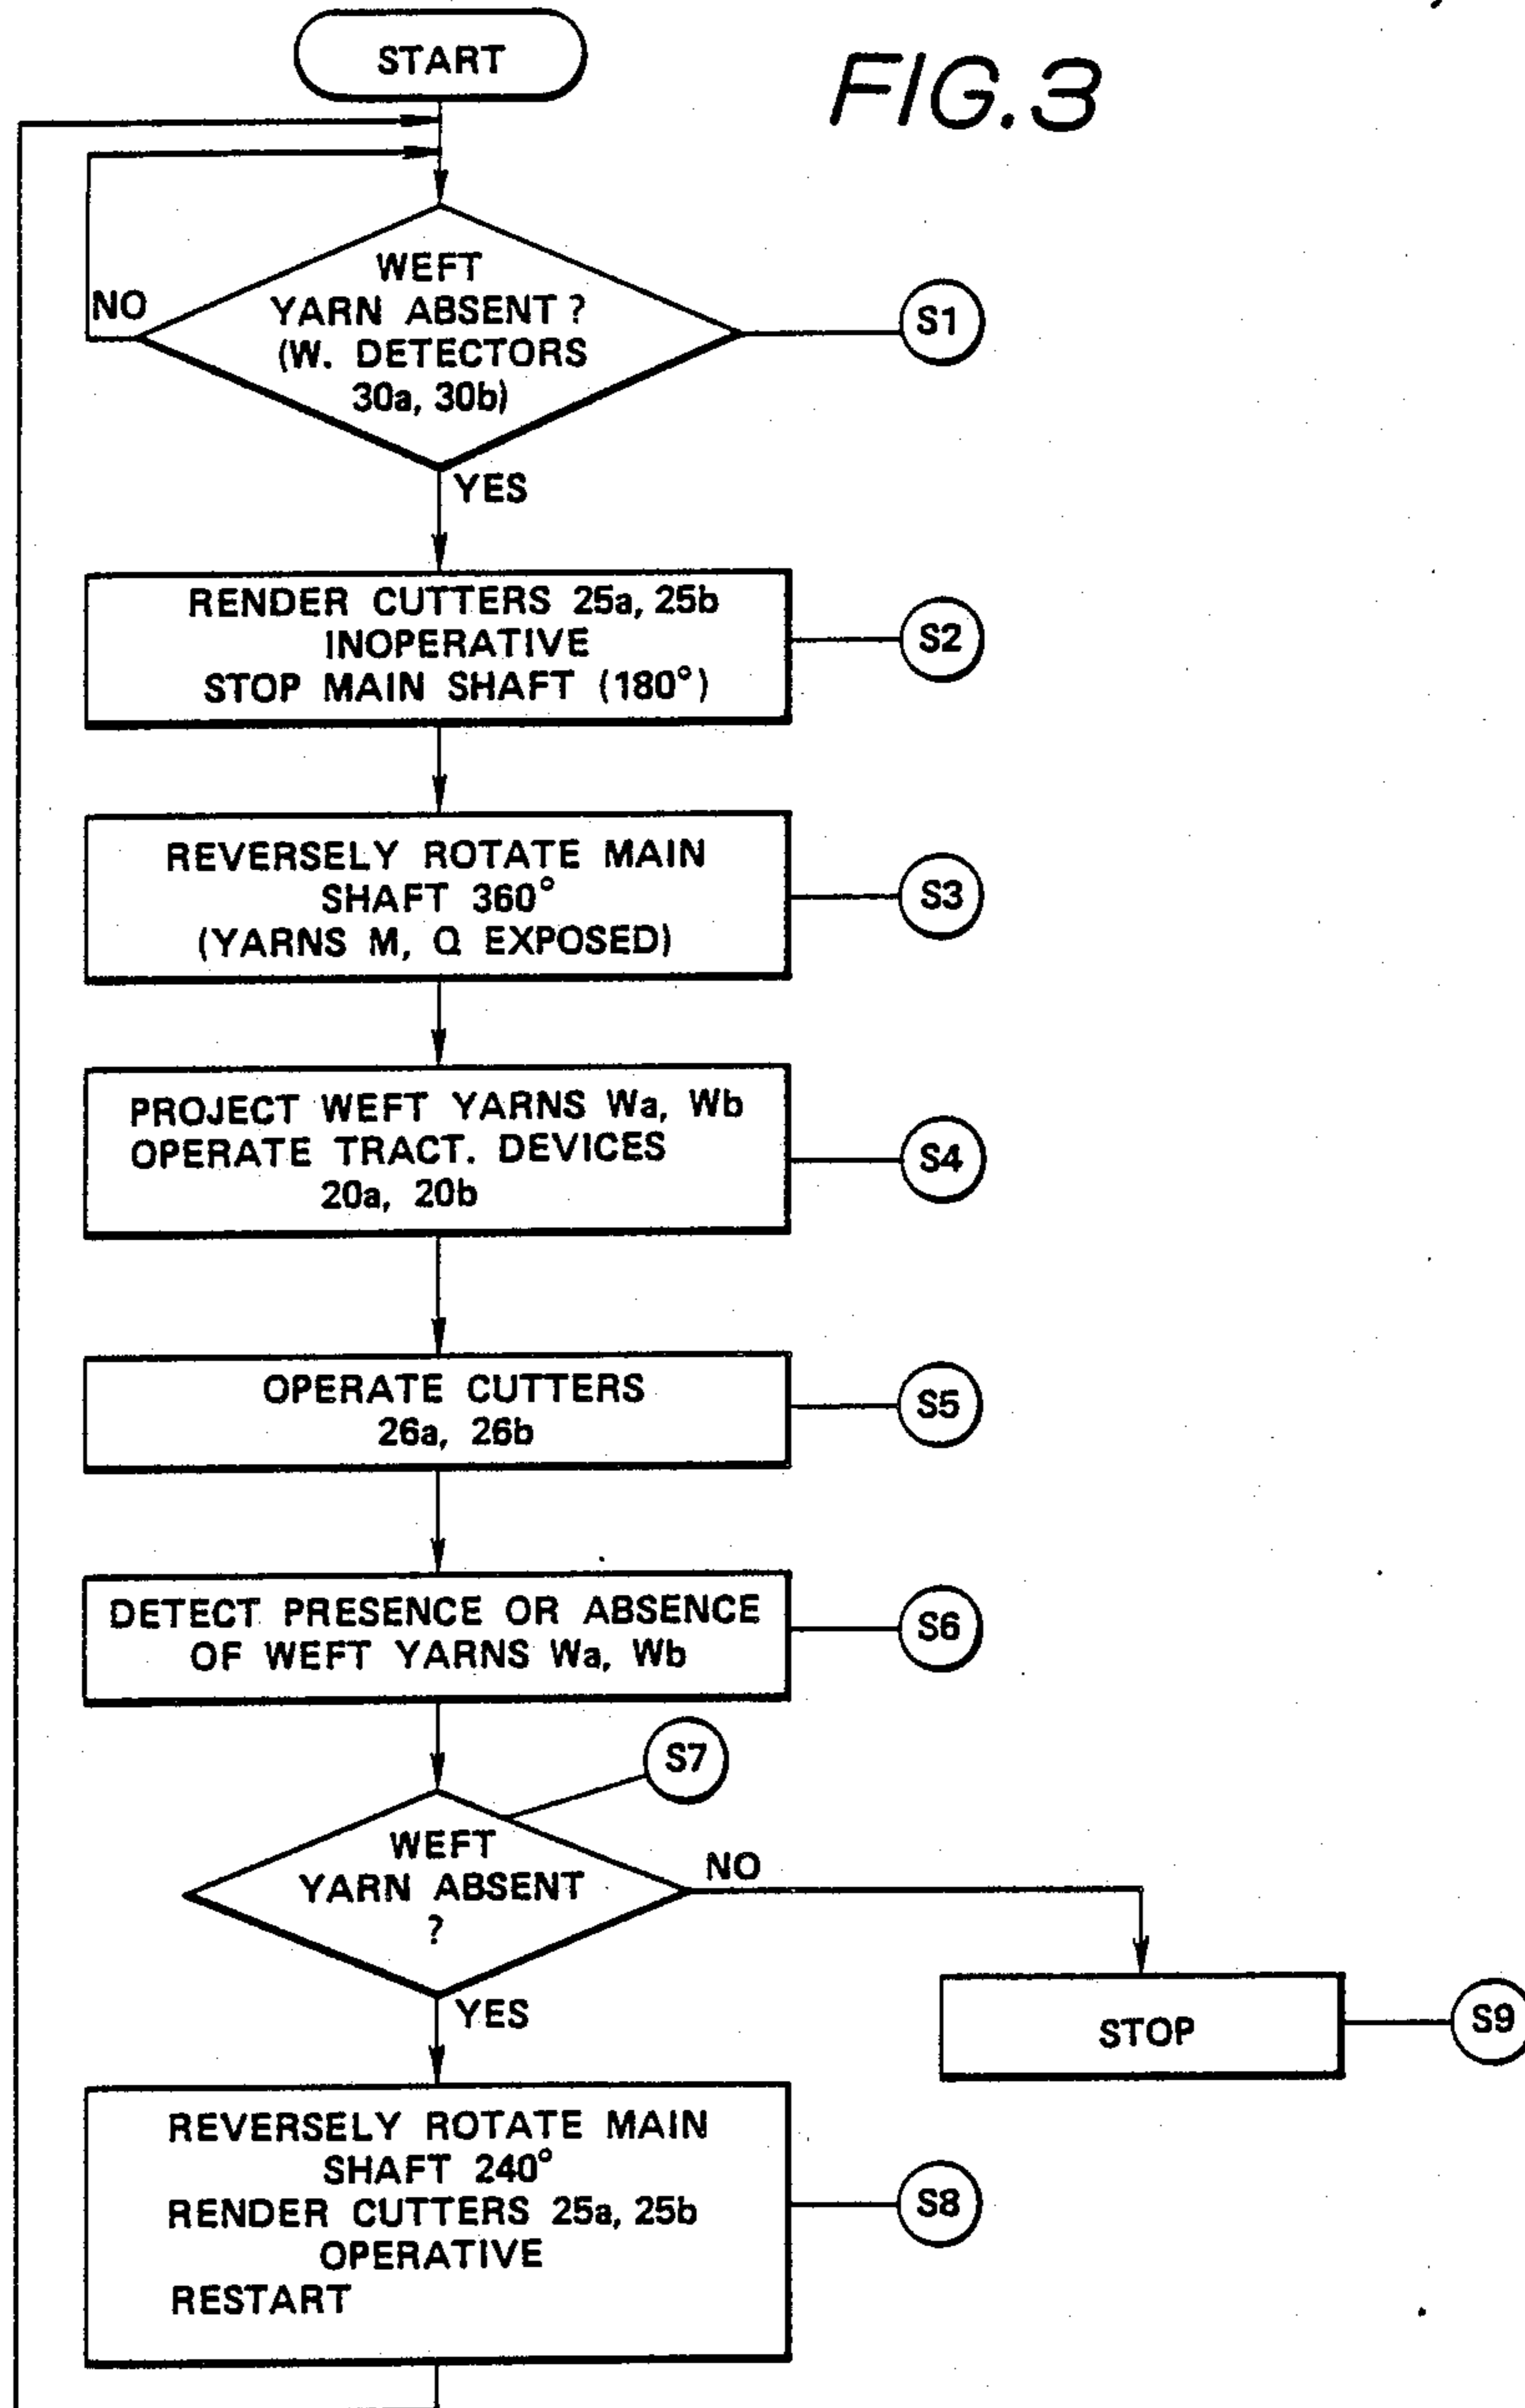 START
FIG.3
WEFT
YARN ABSENT?
(W. DETECTORS
30a, 30b)
NO
S1
YES
RENDER CUTTERS 25a, 25b
INOPERATIVE
STOP MAIN SHAFT (180°)
S2
REVERSELY ROTATE MAIN
SHAFT 360°
(YARNS M, Q EXPOSED)
S3
PROJECT WEFT YARNS Wa, Wb
OPERATE TRACT. DEVICES
20a, 20b
S4
OPERATE CUTTERS
26a, 26b
S5
DETECT PRESENCE OR ABSENCE
OF WEFT YARNS Wa, Wb
S6
S7
WEFT
YARN ABSENT
?
NO
YES
STOP
S9
REVERSELY ROTATE MAIN
SHAFT 240°
RENDER CUTTERS 25a, 25b
OPERATIVE
RESTART
S8